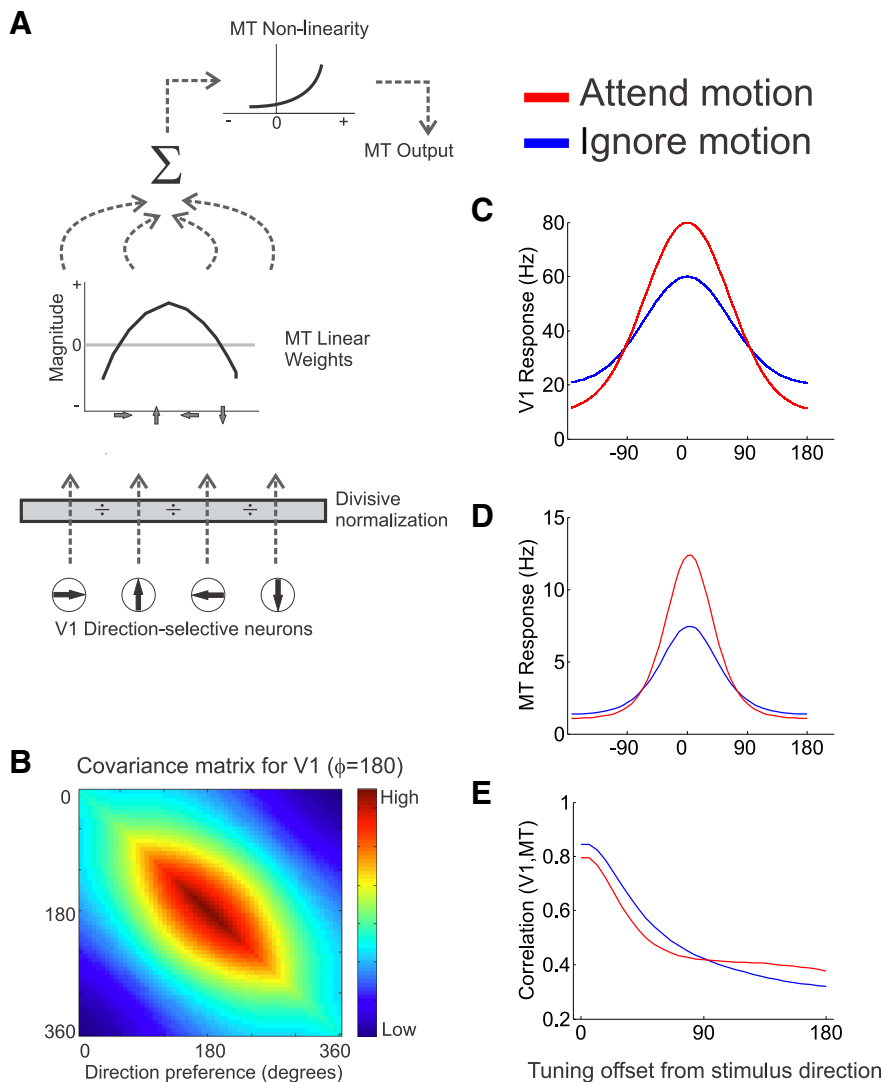 A
MT Non-linearity
- 0 +
MT Output
Σ
Attend motion
Ignore motion
Magnitude
+
0
-
MT Linear
Weights
÷ ÷ ÷
Divisive
normalization
V1 Direction-selective neurons
B
Covariance matrix for V1 (ϕ=180)
0
180
360
0 180 360
Direction preference (degrees)
High
Low
C
V1 Response (Hz)
80
60
40
20
0
-90 0 90 180
D
MT Response (Hz)
15
10
5
0
-90 0 90 180
E
Correlation (V1,MT)
1
0.8
0.6
0.4
0.2
0 90 180
Tuning offset from stimulus direction